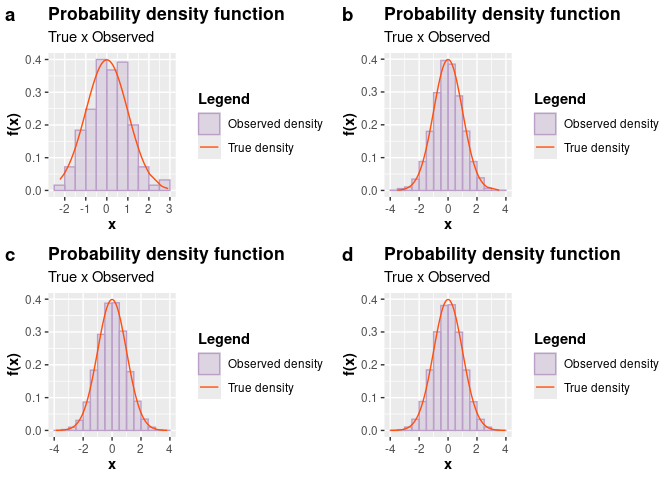 a
Probability density function
True x Observed
f(x)
0.4
0.3
0.2
0.1
0.0
-2 -1 0 1 2 3
x
Legend
Observed density
True density
b
Probability density function
True x Observed
f(x)
0.4
0.3
0.2
0.1
0.0
-4 -2 0 2 4
x
Legend
Observed density
True density
c
Probability density function
True x Observed
f(x)
0.4
0.3
0.2
0.1
0.0
-4 -2 0 2 4
x
Legend
Observed density
True density
d
Probability density function
True x Observed
f(x)
0.4
0.3
0.2
0.1
0.0
-4 -2 0 2 4
x
Legend
Observed density
True density